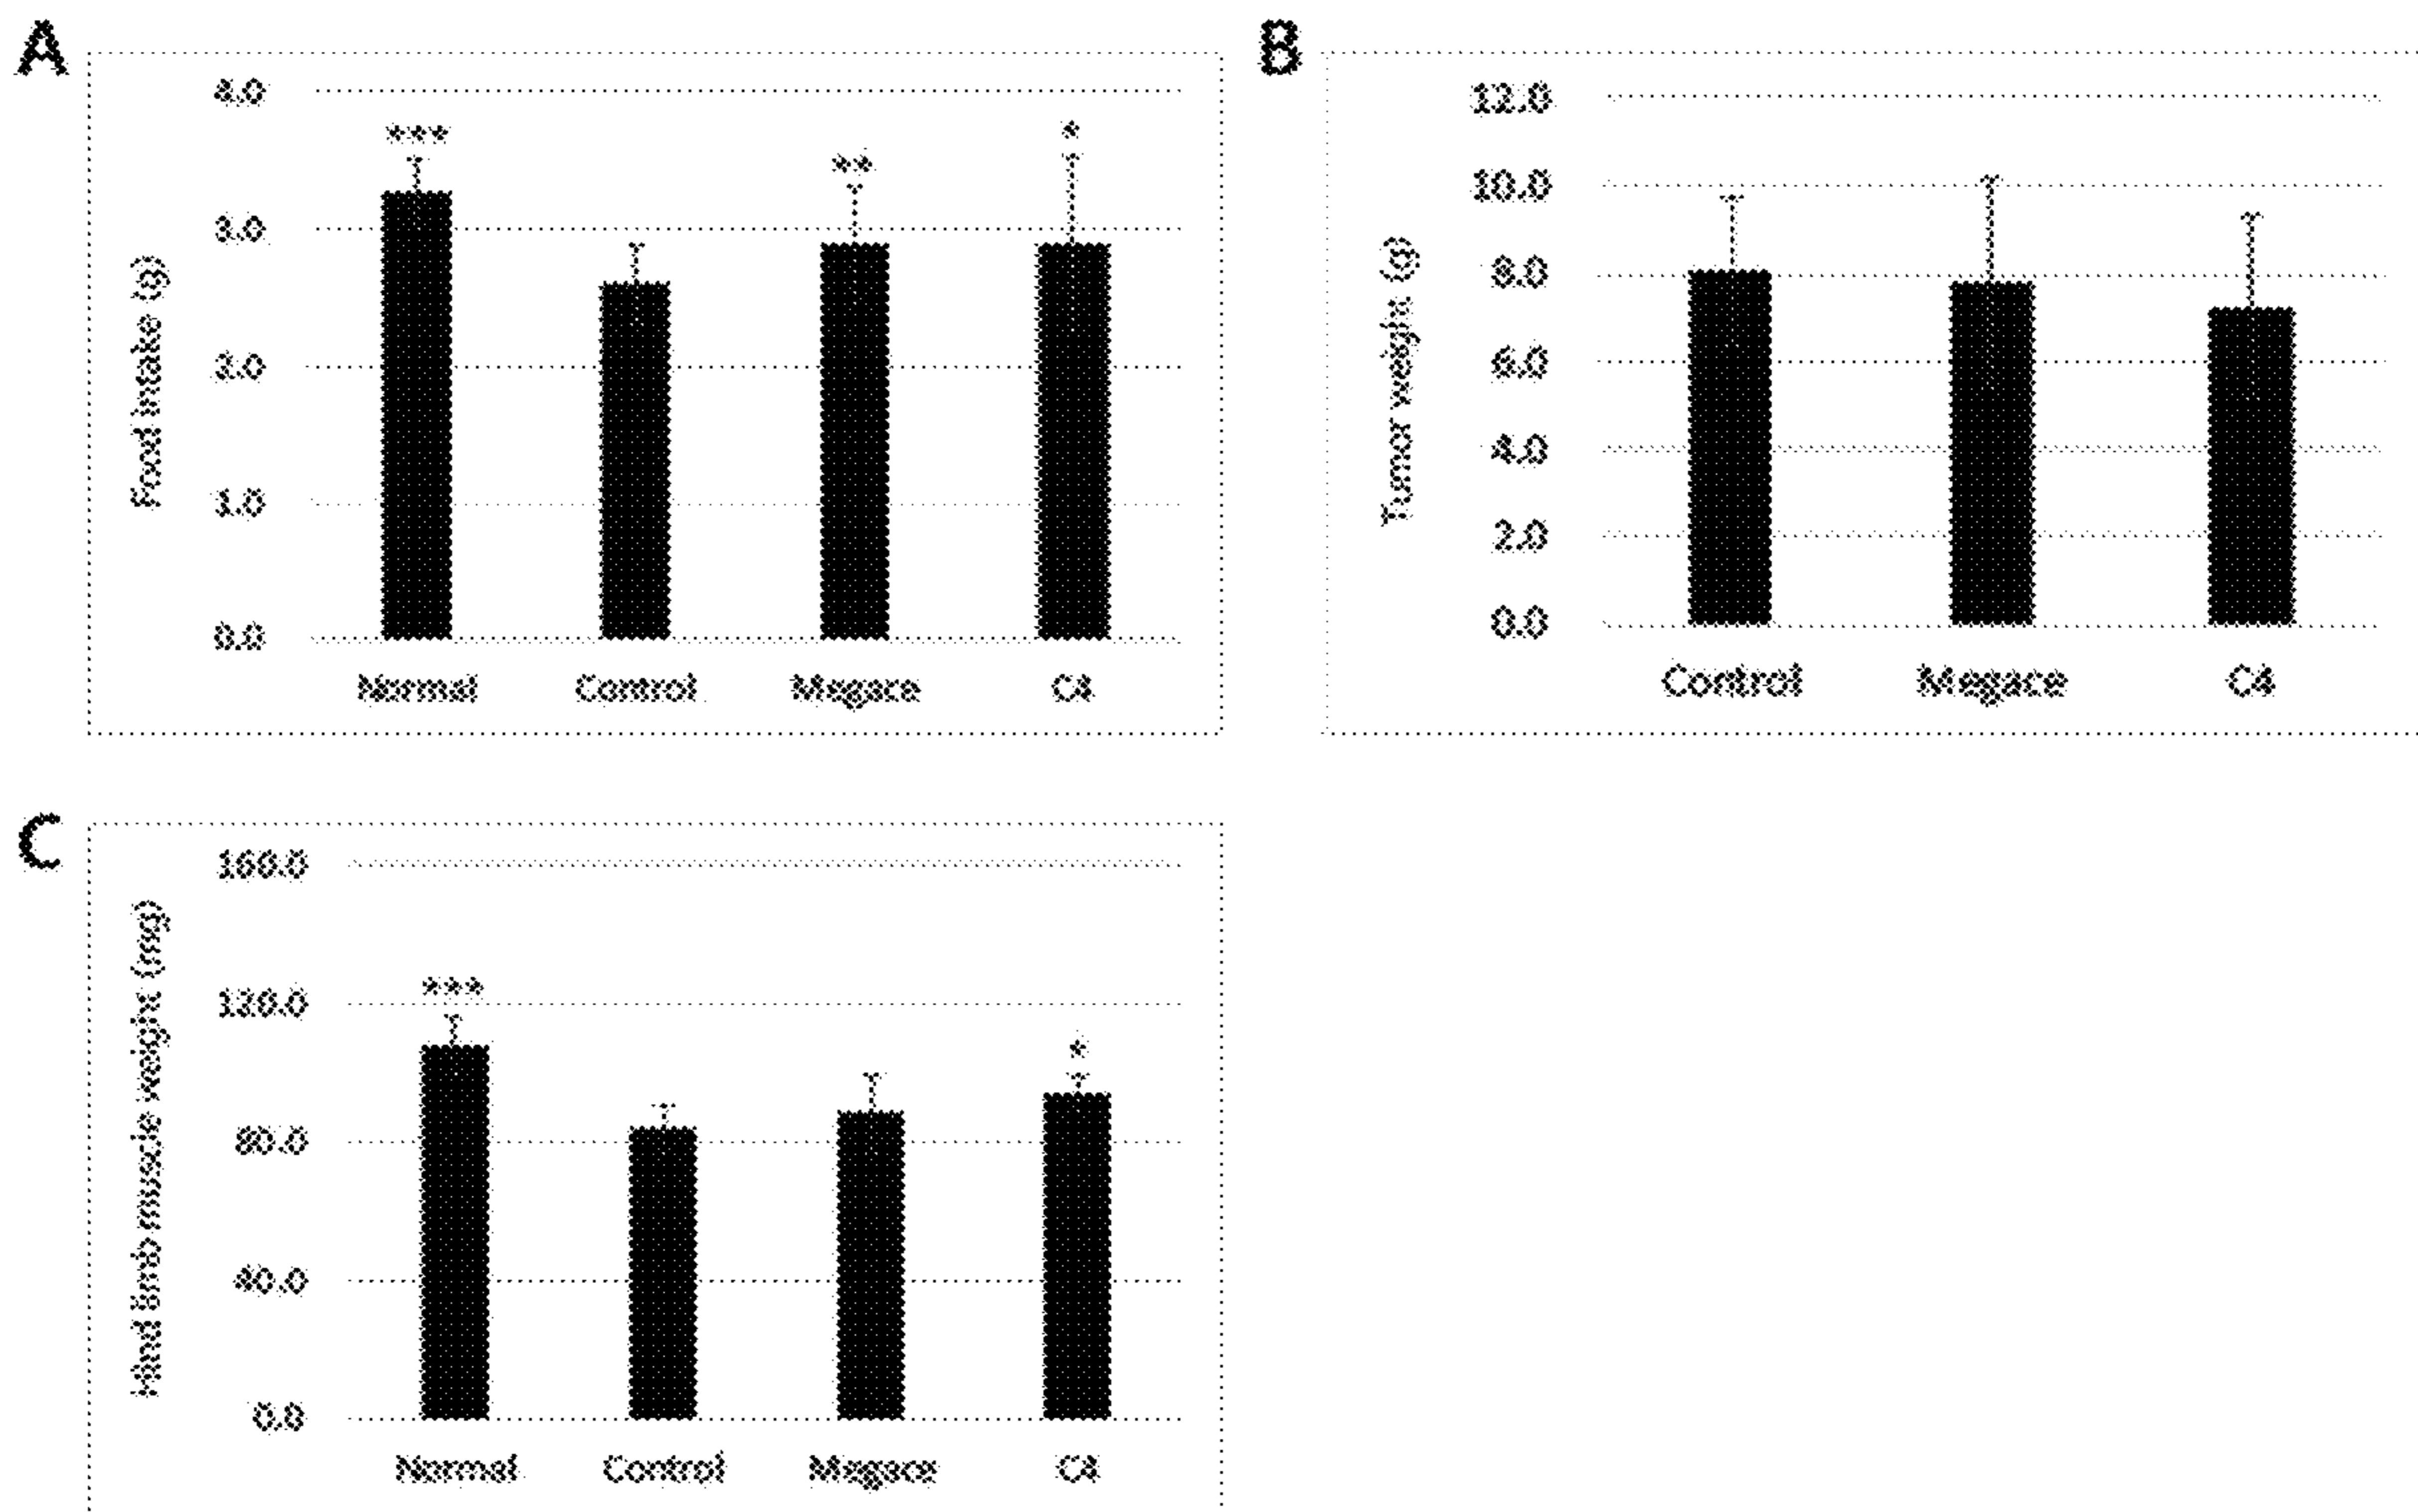 A
4.0
3.0
2.0
1.0
0.0
Food Intake (g)
***
**
*
Normal Control Megace C4
B
12.0
10.0
8.0
6.0
4.0
2.0
0.0
Tumor weight (g)
Control Megace C4
C
160.0
120.0
80.0
40.0
0.0
Hind limb muscle weight (mg)
***
*
Normal Control Megace C4